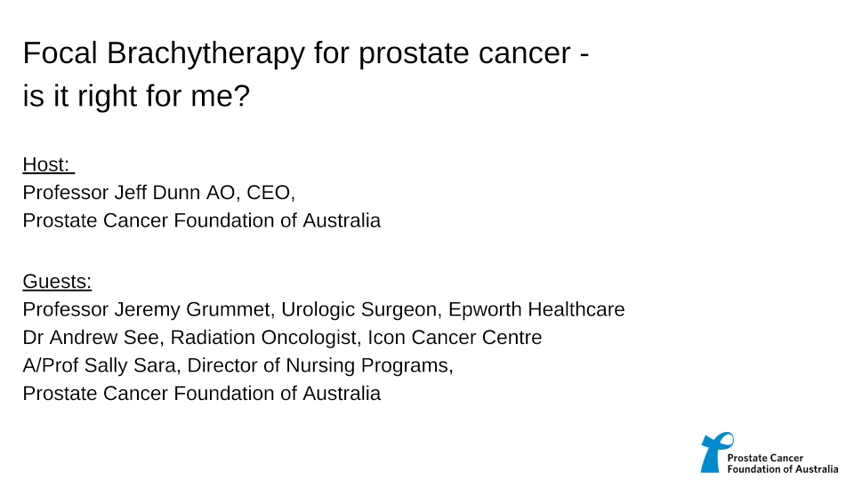 Focal Brachytherapy for prostate cancer -
is it right for me?
Host:
Professor Jeff Dunn AO, CEO,
Prostate Cancer Foundation of Australia
Guests:
Professor Jeremy Grummet, Urologic Surgeon, Epworth Healthcare
Dr Andrew See, Radiation Oncologist, Icon Cancer Centre
A/Prof Sally Sara, Director of Nursing Programs,
Prostate Cancer Foundation of Australia
Prostate Cancer
Foundation of Australia